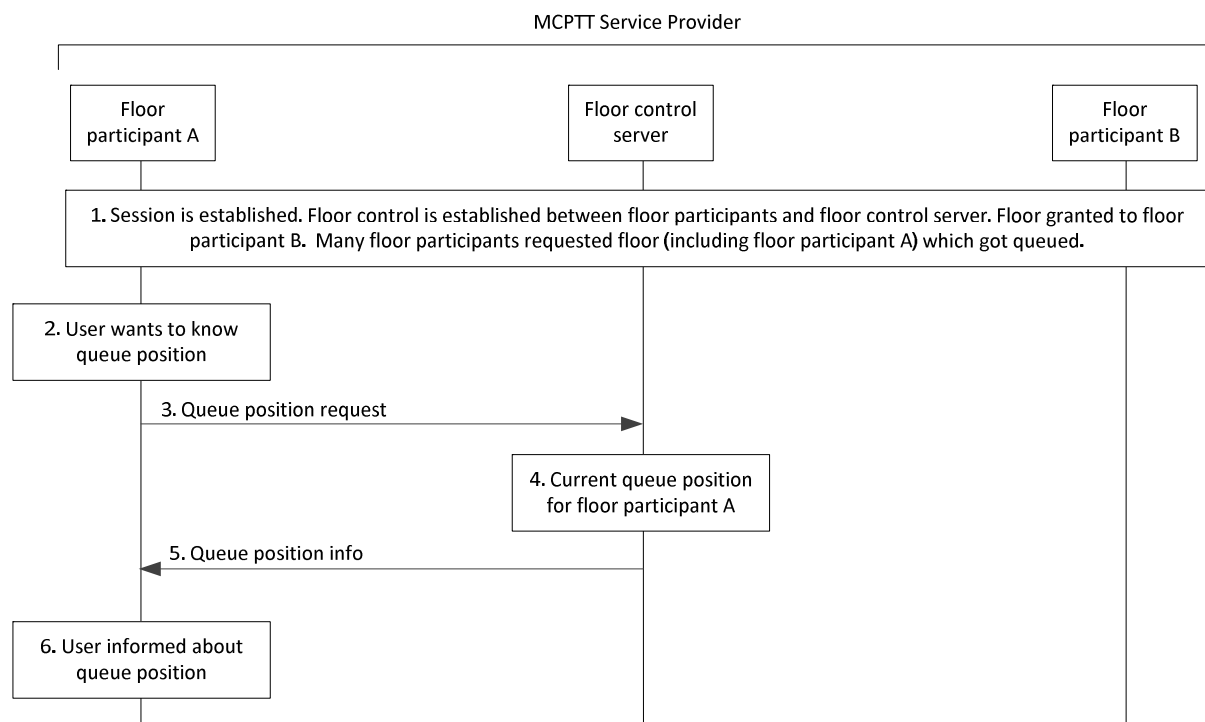 MCPTT Service Provider
Floor
participant A
Floor control
server
Floor
participant B
1. Session is established. Floor control is established between floor participants and floor control server. Floor granted to floor
participant B.  Many floor participants requested floor (including floor participant A) which got queued.
2. User wants to know
queue position
3. Queue position request
4. Current queue position
for floor participant A
5. Queue position info
6. User informed about
queue position